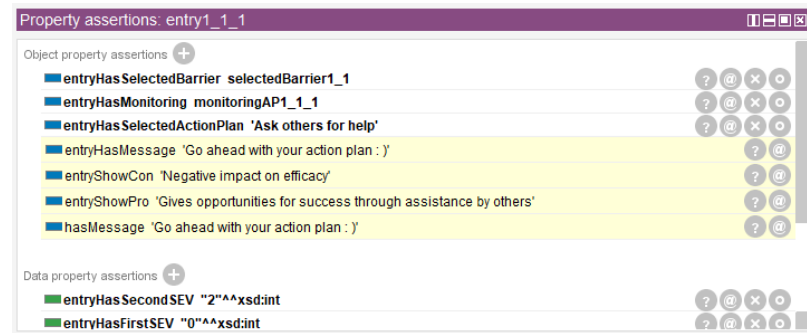 Property assertions: entry1_1_1
Object property assertions
entryHasSelectedBarrier selectedBarrier1_1
entryHasMonitoring monitoringAP1_1_1
entryHasSelectedActionPlan 'Ask others for help'
entryHasMessage 'Go ahead with your action plan : )'
entryShowCon 'Negative impact on efficacy'
entryShowPro 'Gives opportunities for success through assistance by others'
hasMessage 'Go ahead with your action plan : )'
Data property assertions
entryHasSecondSEV "2"^^xsd:int
entryHasFirstSEV "0"^^xsd:int